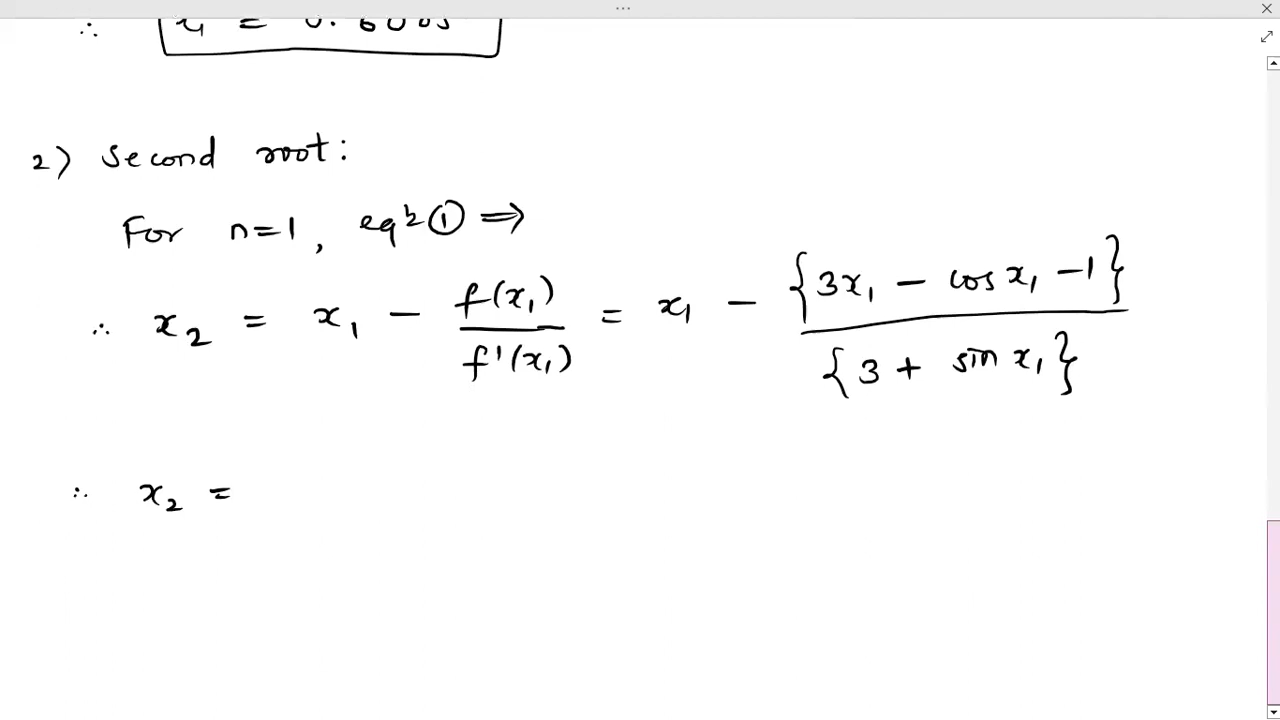 2) Second root:
For n=1, eqⁿ ① ⇒
∴ x₂ = x₁ - f(x₁)/f'(x₁) = x₁ - {3x₁ - cos x₁ - 1}/{3 + sin x₁}
∴ x₂ =